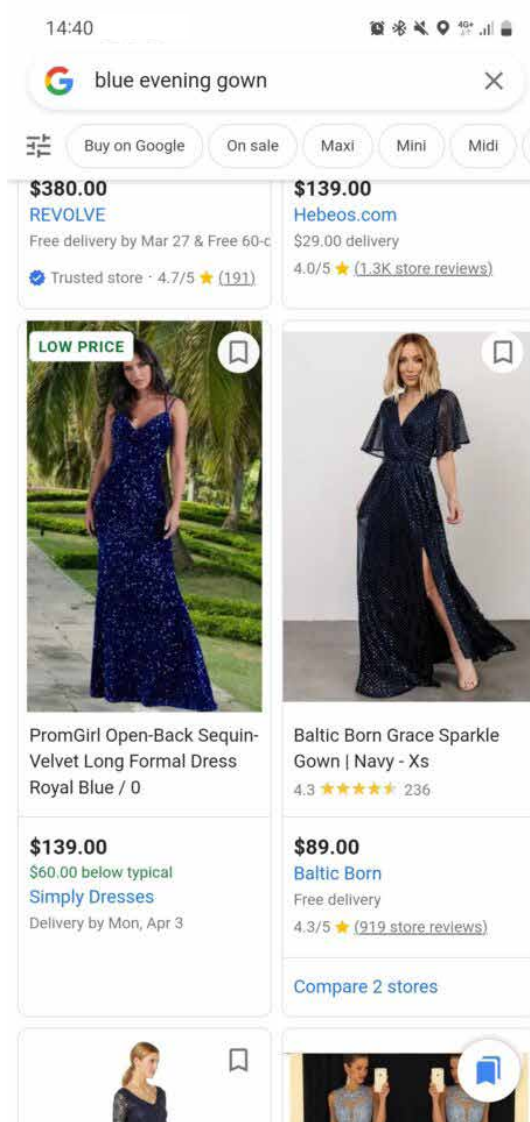 14:40
4G+
G blue evening gown
Buy on Google On sale Maxi Mini Midi
$380.00
REVOLVE
Free delivery by Mar 27 & Free 60-
Trusted store · 4.7/5 ★ (191)
$139.00
Hebeos.com
$29.00 delivery
4.0/5 ★ (1.3K store reviews)
LOW PRICE
PromGirl Open-Back Sequin-
Velvet Long Formal Dress
Royal Blue / 0
$139.00
$60.00 below typical
Simply Dresses
Delivery by Mon, Apr 3
Baltic Born Grace Sparkle
Gown | Navy - Xs
4.3 ★★★★★ 236
$89.00
Baltic Born
Free delivery
4.3/5 ★ (919 store reviews)
Compare 2 stores